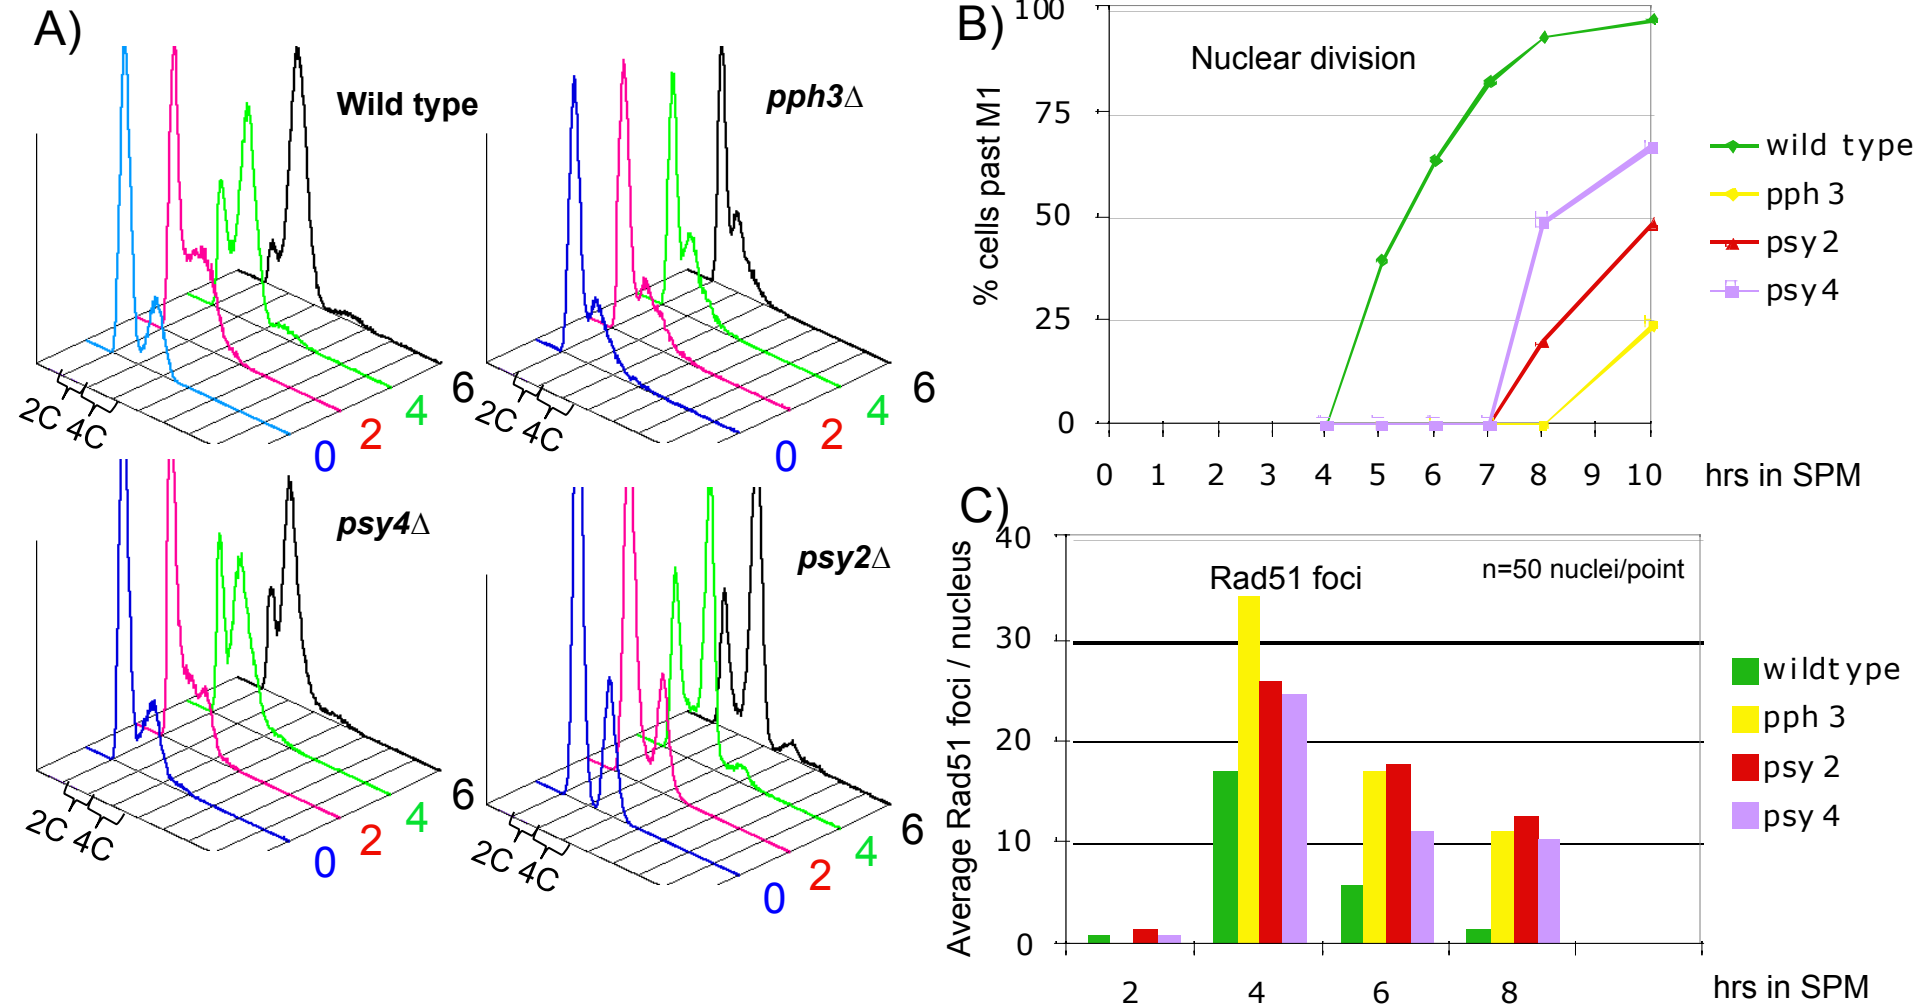 A)
Wild type
2C 4C
0
2
4
6
pph3Δ
2C 4C
0
2
4
6
psy4Δ
2C 4C
0
2
4
6
psy2Δ
2C 4C
0
2
4
6
B)
Nuclear division
% cells past M1
100
75
50
25
0
0 1 2 3 4 5 6 7 8 9 10 hrs in SPM
wild type
pph 3
psy 2
psy 4
C)
Rad51 foci
n=50 nuclei/point
Average Rad51 foci / nucleus
40
30
20
10
0
2 4 6 8 hrs in SPM
wildtype
pph 3
psy 2
psy 4